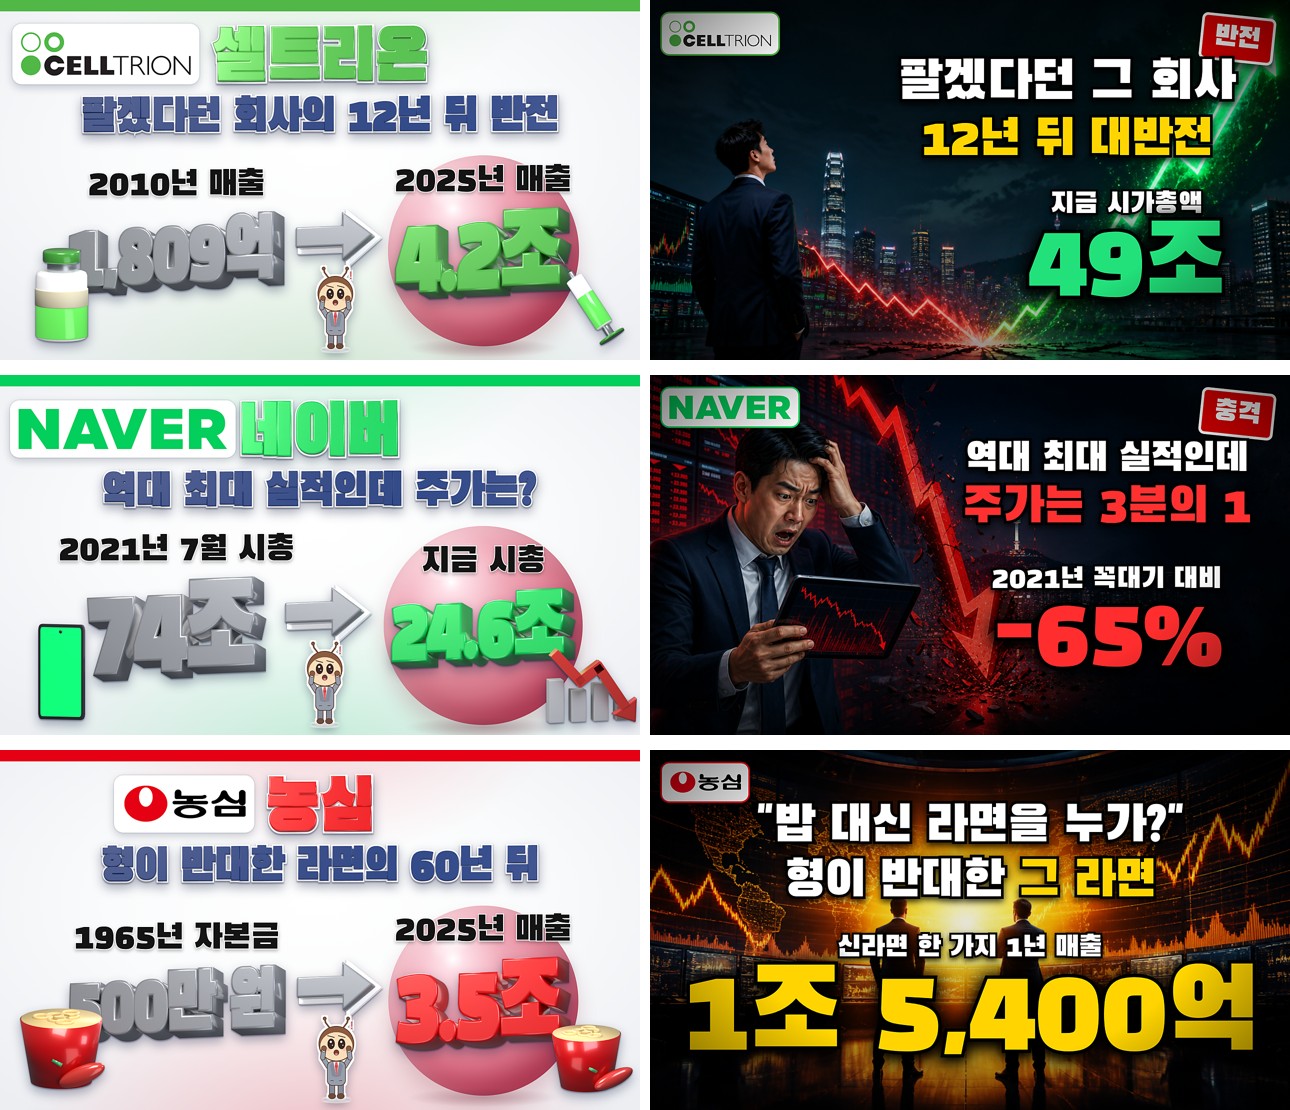 CELLTRION 셀트리온
팔겠다던 회사의 12년 뒤 반전
2010년 매출
1,809억
2025년 매출
4.2조
CELLTRION
반전
팔겠다던 그 회사
12년 뒤 대반전
지금 시가총액
49조
NAVER 네이버
역대 최대 실적인데 주가는?
2021년 7월 시총
74조
지금 시총
24.6조
NAVER
충격
역대 최대 실적인데
주가는 3분의 1
2021년 꼭대기 대비
-65%
농심 농심
형이 반대한 라면의 60년 뒤
1965년 자본금
500만 원
2025년 매출
3.5조
농심
"밥 대신 라면을 누가?"
형이 반대한 그 라면
신라면 한 가지 1년 매출
1조 5,400억